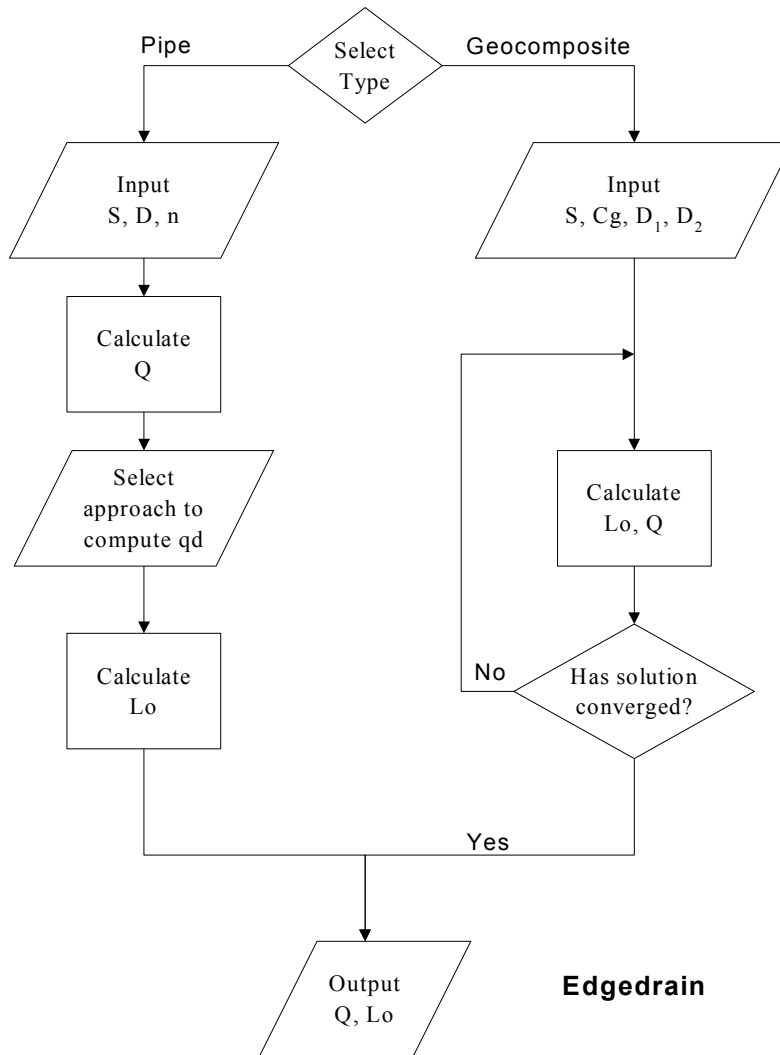 Pipe
Select
Type
Geocomposite
Input
S, D, n
Input
S, Cg, D₁, D₂
Calculate
Q
Select
approach to
compute qd
Calculate
Lo, Q
Calculate
Lo
No
Has solution
converged?
Yes
Output
Q, Lo
Edgedrain